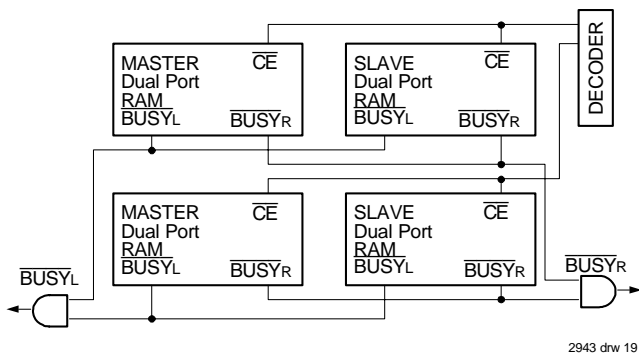 MASTER
Dual Port
RAM
BUSYL
CE
BUSYR
SLAVE
Dual Port
RAM
BUSYL
CE
BUSYR
DECODER
MASTER
Dual Port
RAM
BUSYL
CE
BUSYR
SLAVE
Dual Port
RAM
BUSYL
CE
BUSYR
BUSYL
BUSYR
2943 drw 19